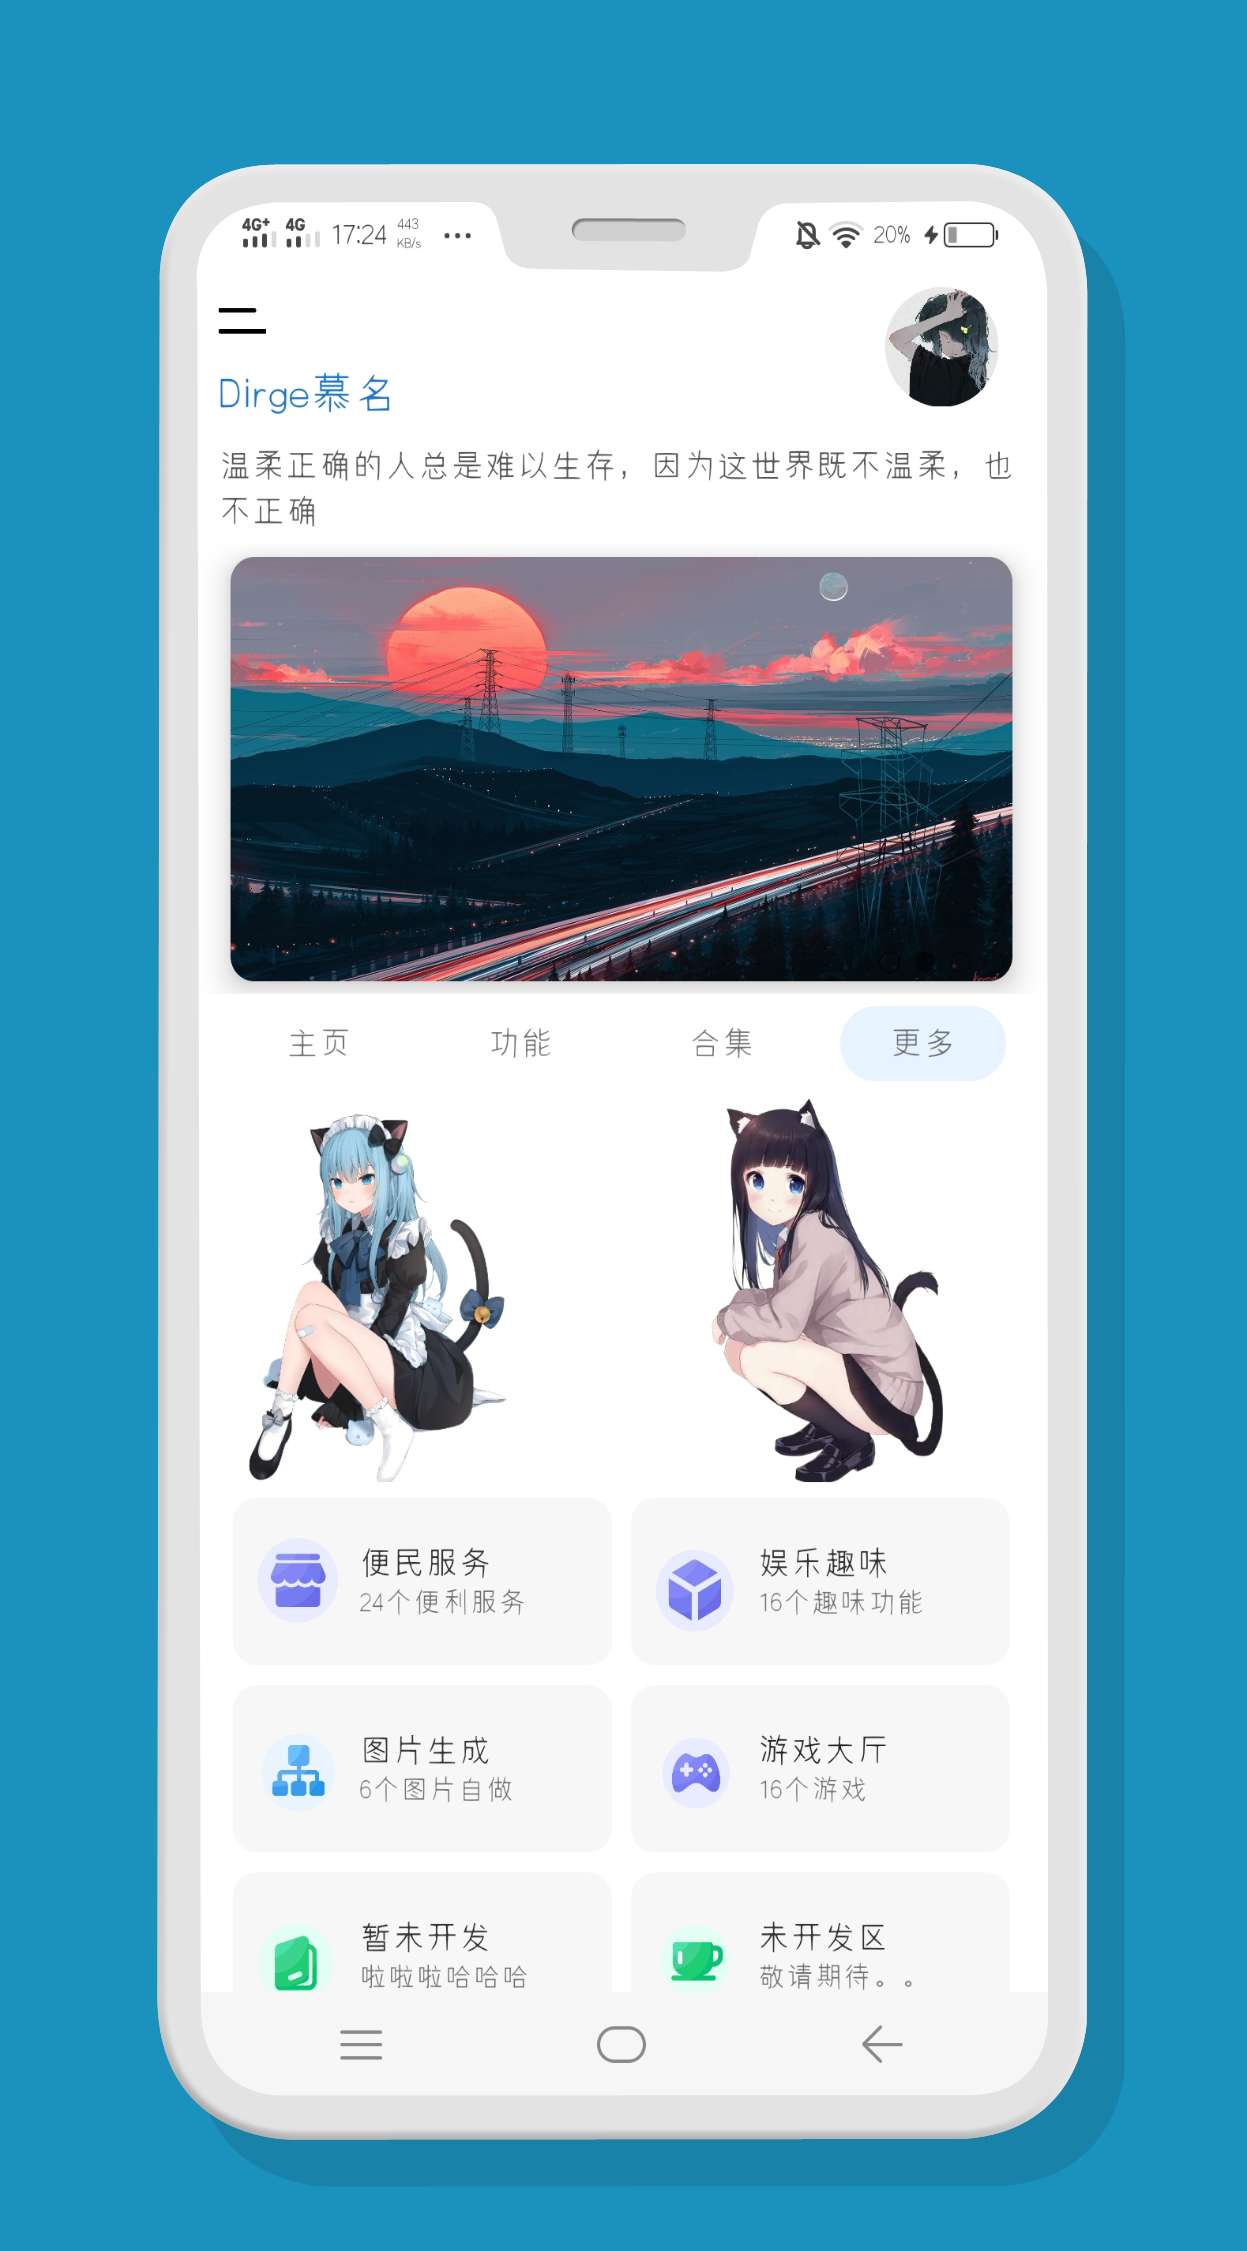 4G+ 4G 17:24 443 KB/s ... 20%
Dirge慕名
温柔正确的人总是难以生存，因为这世界既不温柔，也
不正确
主页 功能 合集 更多
便民服务 娱乐趣味
24个便利服务 16个趣味功能
图片生成 游戏大厅
6个图片自做 16个游戏
暂未开发 未开发区
啦啦啦哈哈哈 敬请期待。。